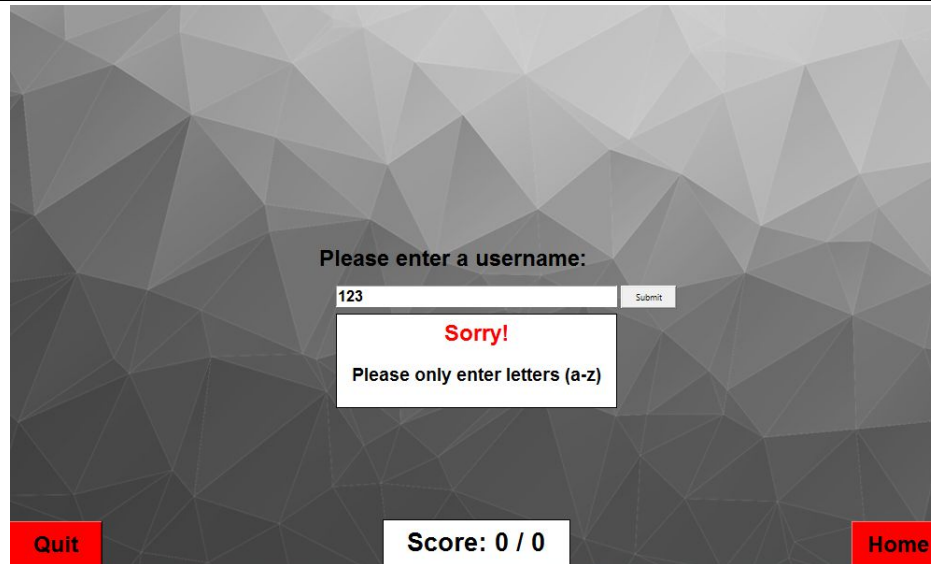 Please enter a username:
123
Submit
Sorry!
Please only enter letters (a-z)
Quit
Score: 0 / 0
Home